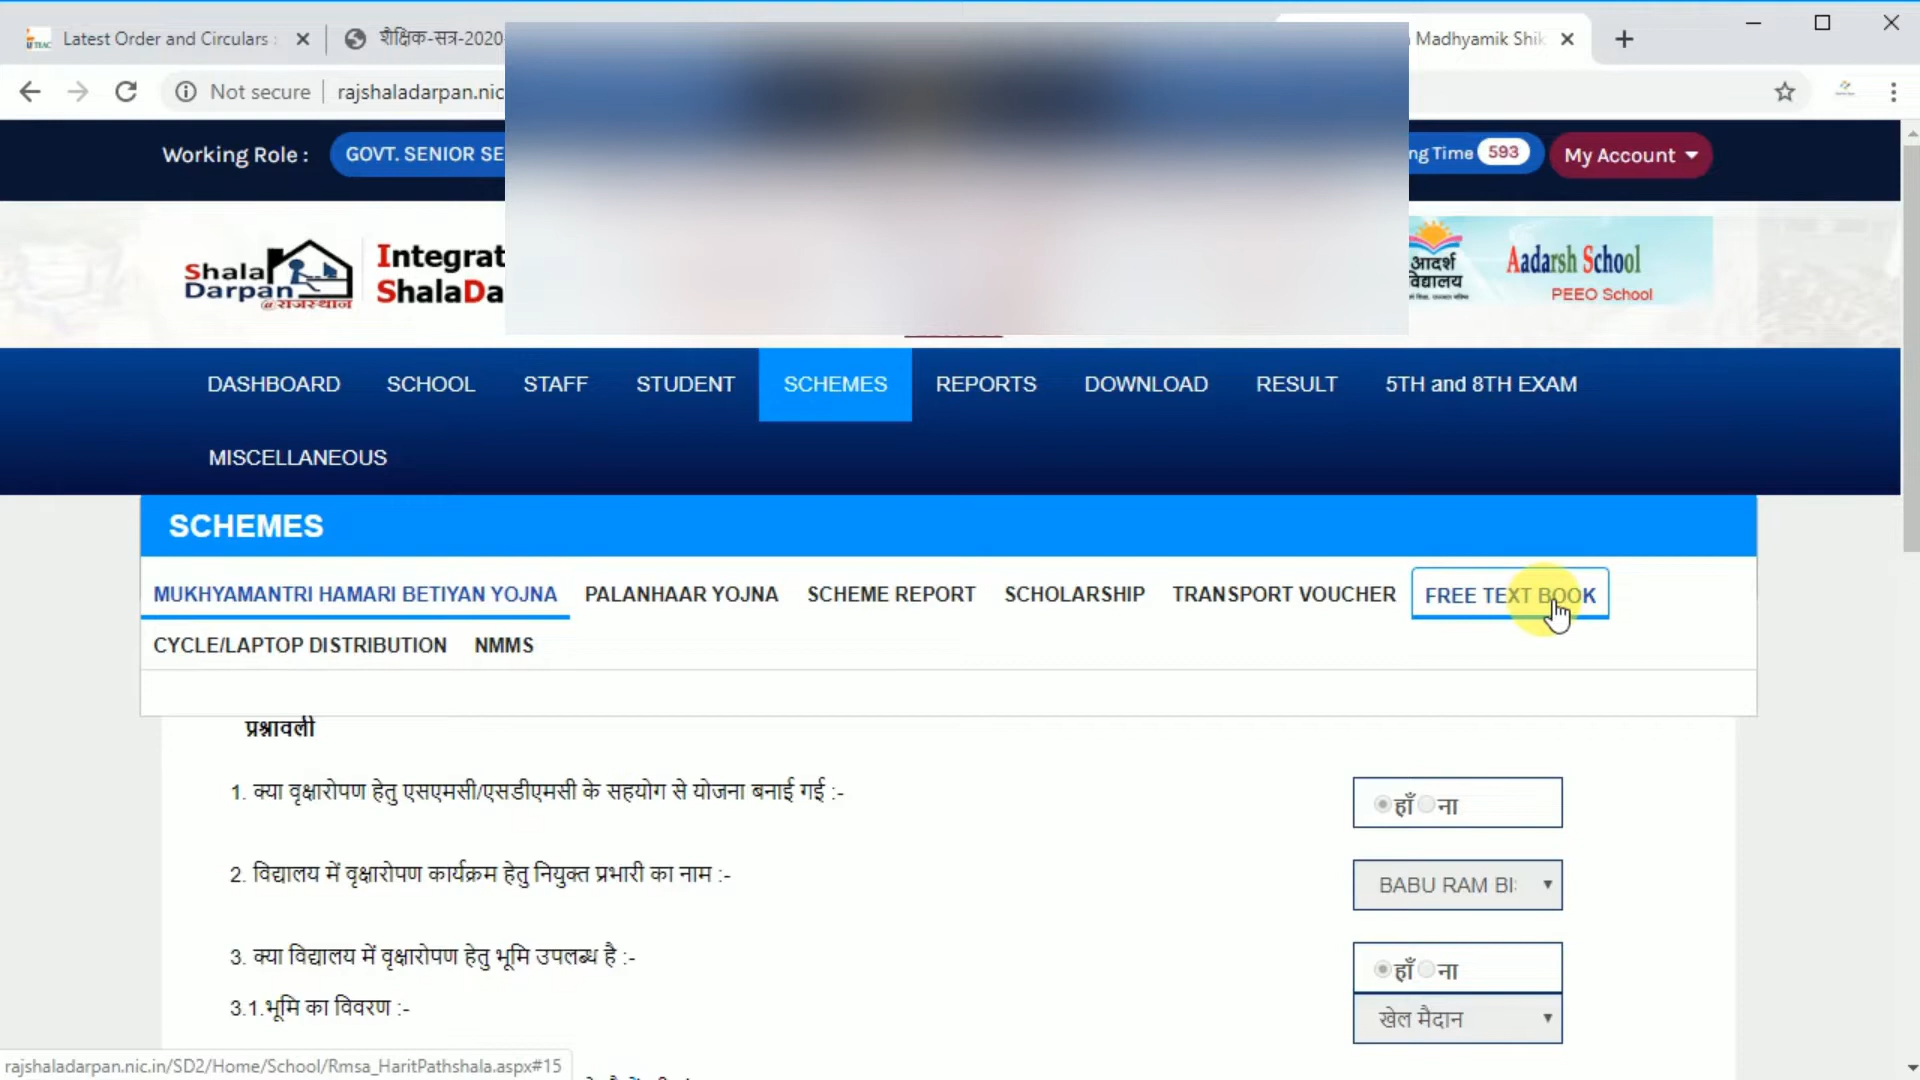 Latest Order and Circulars
शैक्षिक-सत्र-2020
Madhyamik Shik
Not secure
rajshaladarpan.nic
Working Role :
GOVT. SENIOR SE
ng Time 593
My Account
Shala
Darpan
@राजस्थान
Integrat
ShalaDa
आदर्श
विद्यालय
Aadarsh School
PEEO School
DASHBOARD SCHOOL STAFF STUDENT SCHEMES REPORTS DOWNLOAD RESULT 5TH and 8TH EXAM
MISCELLANEOUS
SCHEMES
MUKHYAMANTRI HAMARI BETIYAN YOJNA PALANHAAR YOJNA SCHEME REPORT SCHOLARSHIP TRANSPORT VOUCHER FREE TEXT BOOK
CYCLE/LAPTOP DISTRIBUTION NMMS
प्रश्नावली
1. क्या वृक्षारोपण हेतु एसएमसी/एसडीएमसी के सहयोग से योजना बनाई गई :-
हाँ ना
2. विद्यालय में वृक्षारोपण कार्यक्रम हेतु नियुक्त प्रभारी का नाम :-
BABU RAM BI
3. क्या विद्यालय में वृक्षारोपण हेतु भूमि उपलब्ध है :-
हाँ ना
3.1.भूमि का विवरण :-
खेल मैदान
rajshaladarpan.nic.in/SD2/Home/School/Rmsa_HaritPathshala.aspx#15